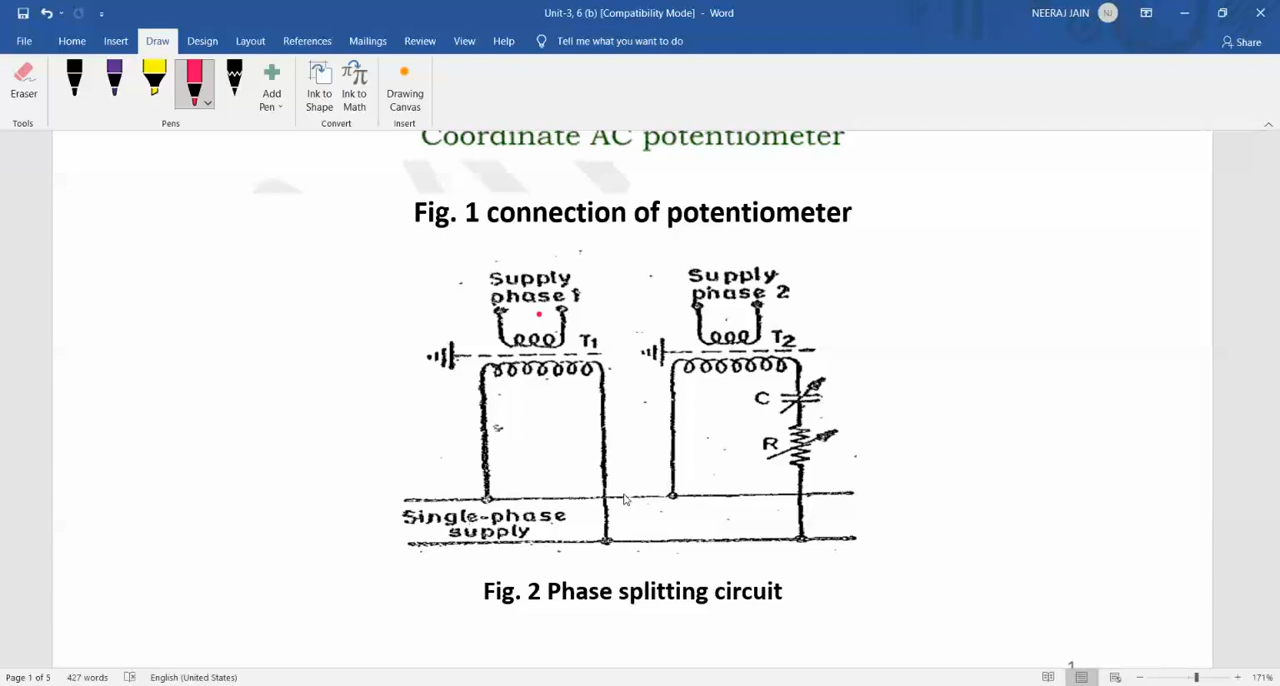 Unit-3, 6 (b) [Compatibility Mode] - Word
NEERAJ JAIN
NJ
File Home Insert Draw Design Layout References Mailings Review View Help Tell me what you want to do
Share
Eraser
Add Pen
Ink to Shape
Ink to Math
Drawing Canvas
Tools
Pens
Convert
Insert
Coordinate AC potentiometer
Fig. 1 connection of potentiometer
Supply
phase 1
T1
Supply
phase 2
T2
C
R
Single-phase
supply
Fig. 2 Phase splitting circuit
1
Page 1 of 5 427 words English (United States) 171%